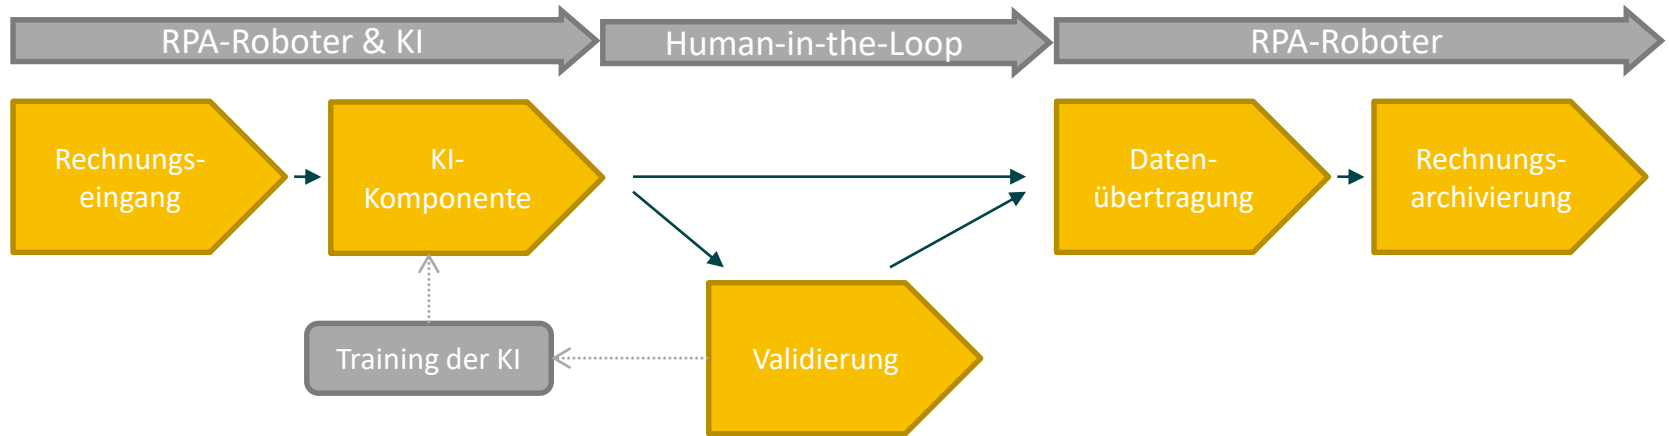 RPA-Roboter & KI
Human-in-the-Loop
RPA-Roboter
Rechnungs-
eingang
KI-
Komponente
Daten-
übertragung
Rechnungs-
archivierung
Training der KI
Validierung